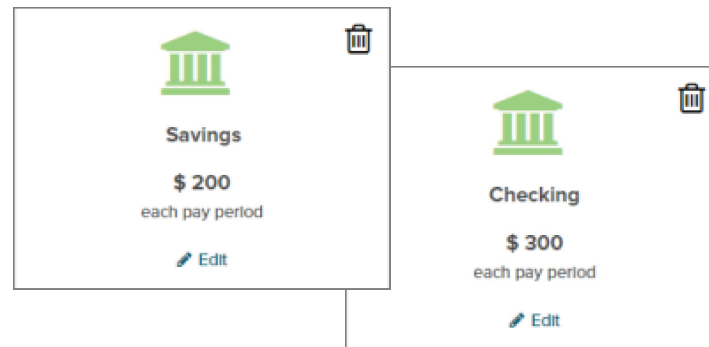 Savings
$ 200
each pay period
Edit
Checking
$ 300
each pay period
Edit